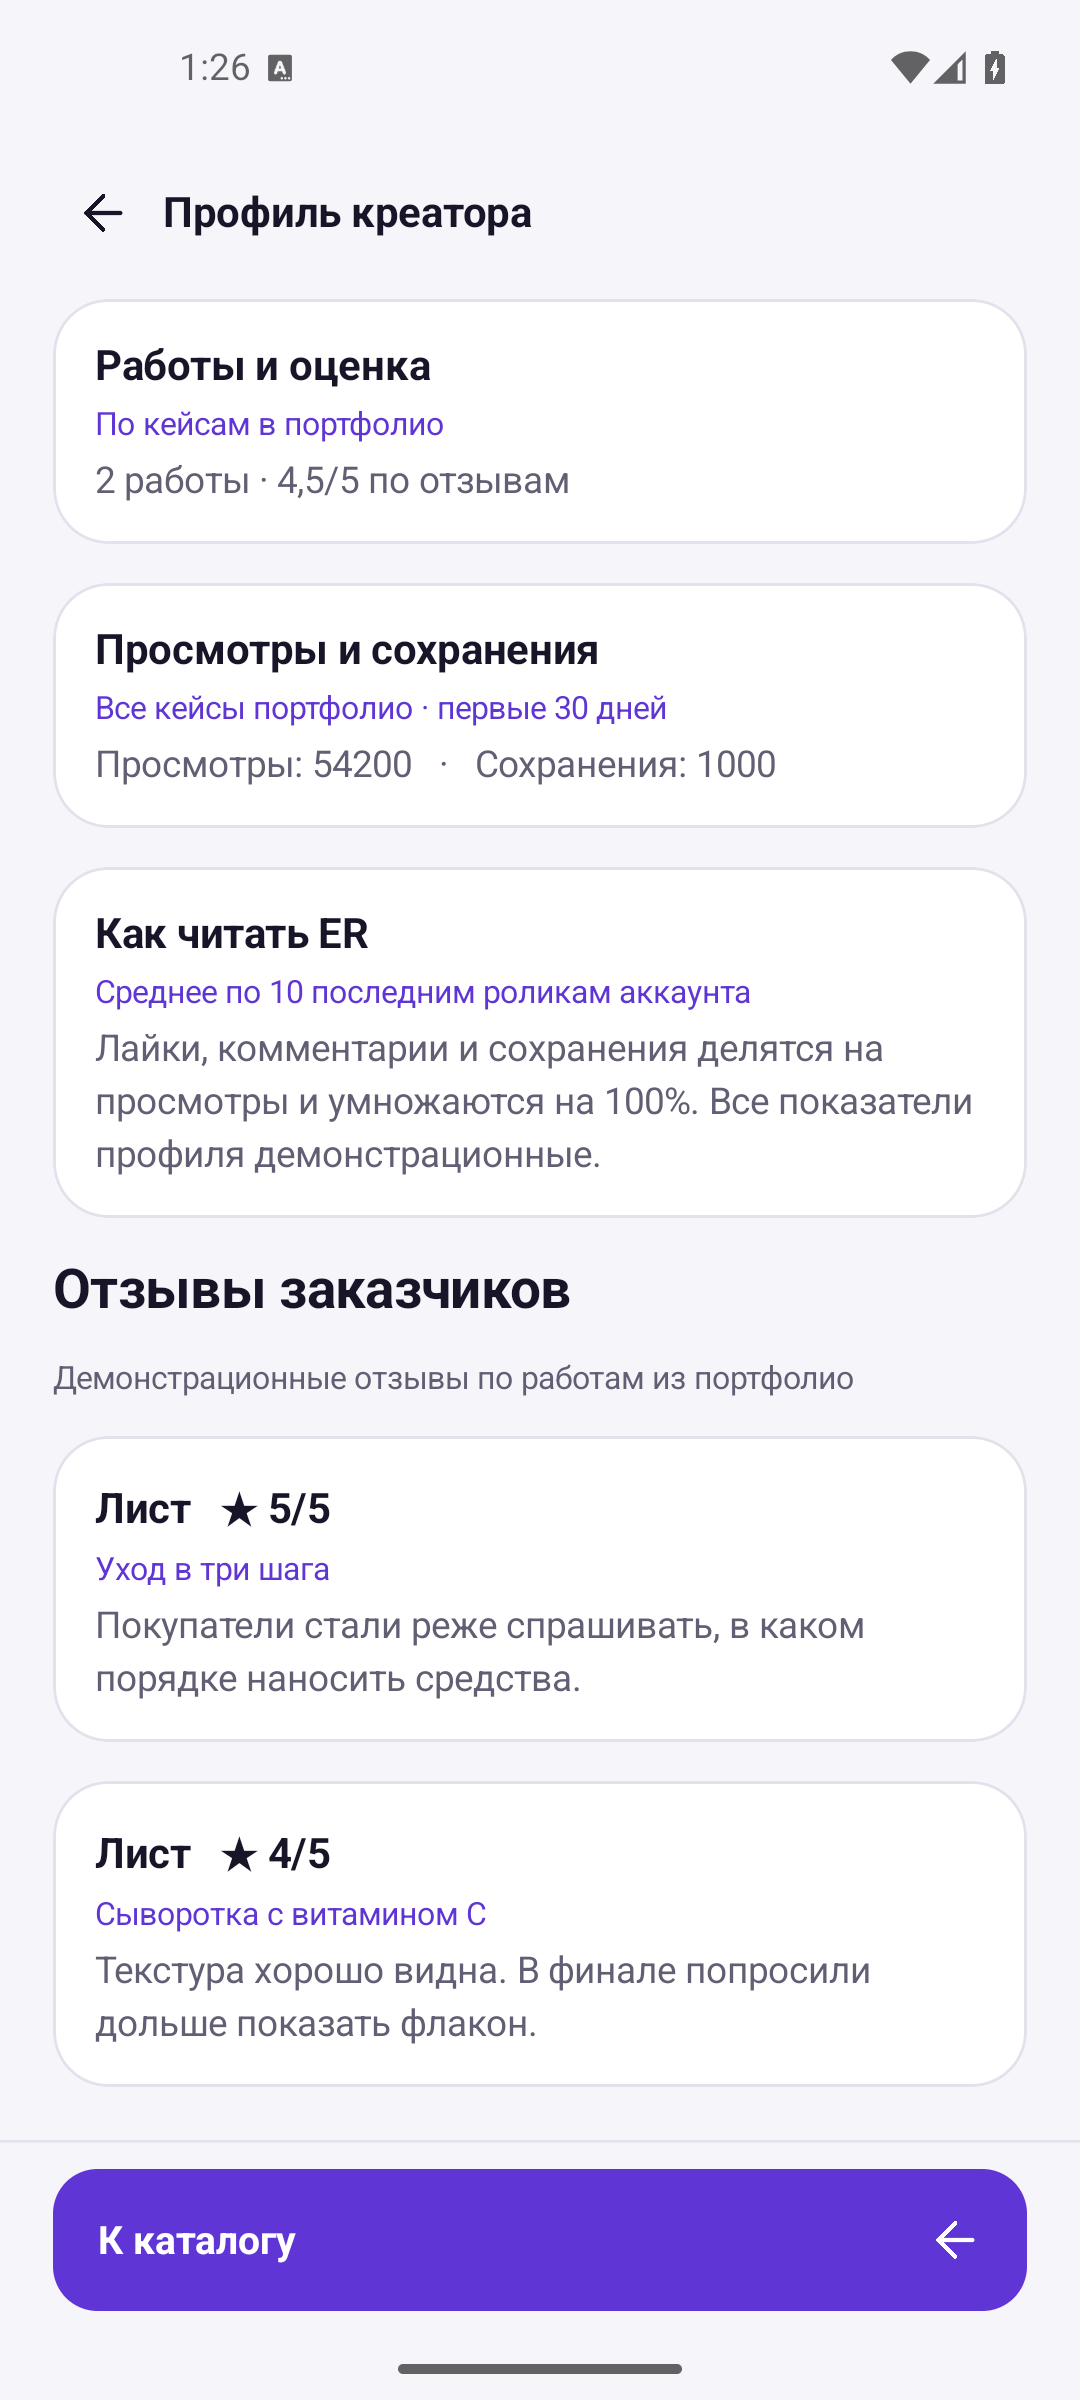 1:26
Профиль креатора
Работы и оценка
По кейсам в портфолио
2 работы · 4,5/5 по отзывам
Просмотры и сохранения
Все кейсы портфолио · первые 30 дней
Просмотры: 54200 · Сохранения: 1000
Как читать ER
Среднее по 10 последним роликам аккаунта
Лайки, комментарии и сохранения делятся на
просмотры и умножаются на 100%. Все показатели
профиля демонстрационные.
Отзывы заказчиков
Демонстрационные отзывы по работам из портфолио
Лист ★ 5/5
Уход в три шага
Покупатели стали реже спрашивать, в каком
порядке наносить средства.
Лист ★ 4/5
Сыворотка с витамином C
Текстура хорошо видна. В финале попросили
дольше показать флакон.
К каталогу